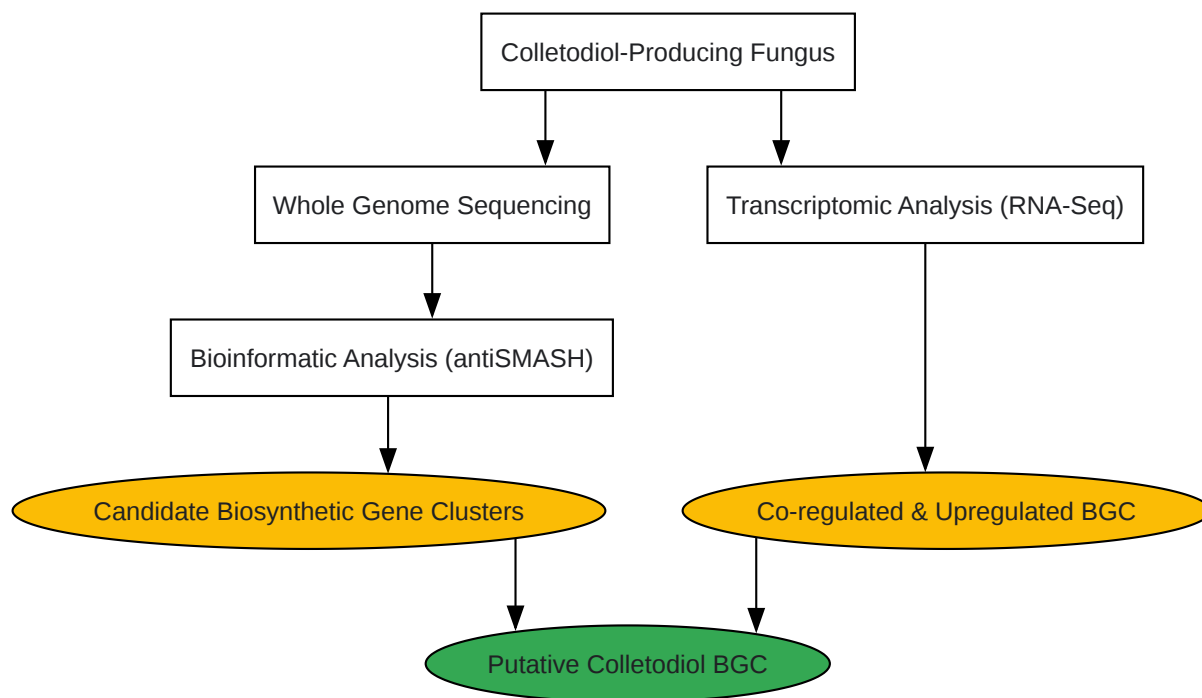 Colletodiol-Producing Fungus
Whole Genome Sequencing
Transcriptomic Analysis (RNA-Seq)
Bioinformatic Analysis (antiSMASH)
Candidate Biosynthetic Gene Clusters
Co-regulated & Upregulated BGC
Putative Colletodiol BGC